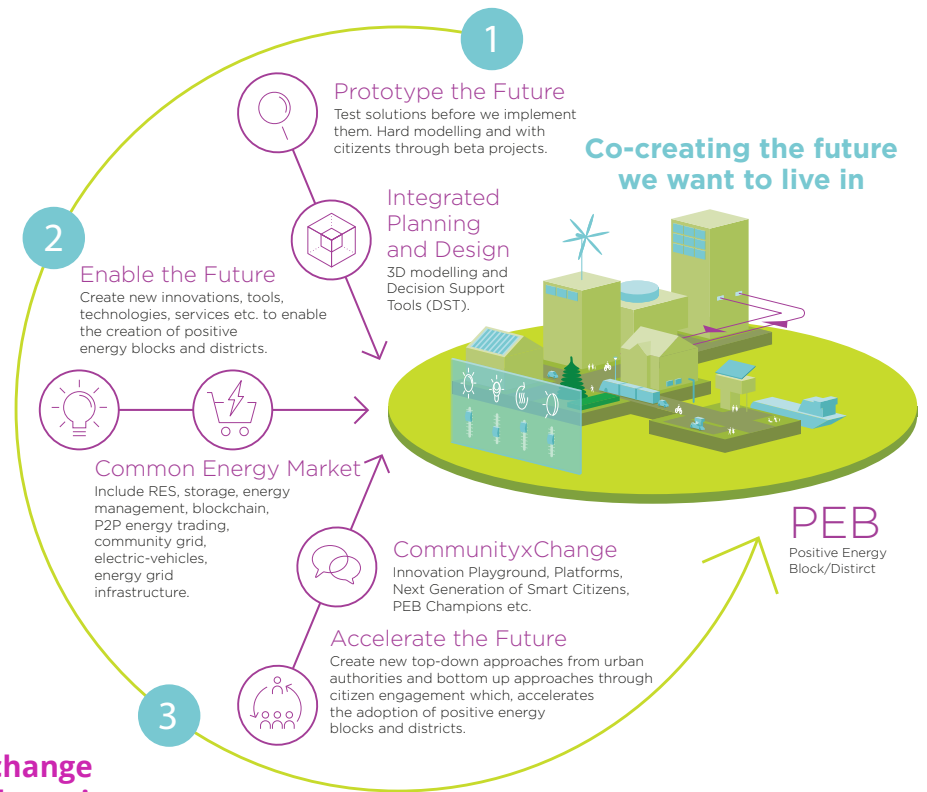 1
Prototype the Future
Test solutions before we implement
them. Hard modelling and with
citizents through beta projects.
Co-creating the future
we want to live in
Integrated
Planning
and Design
3D modelling and
Decision Support
Tools (DST).
2
Enable the Future
Create new innovations, tools,
technologies, services etc. to enable
the creation of positive
energy blocks and districts.
Common Energy Market
Include RES, storage, energy
management, blockchain,
P2P energy trading,
community grid,
electric-vehicles,
energy grid
infrastructure.
PEB
Positive Energy
Block/Distirct
CommunityxChange
Innovation Playground, Platforms,
Next Generation of Smart Citizens,
PEB Champions etc.
Accelerate the Future
Create new top-down approaches from urban
authorities and bottom up approaches through
citizen engagement which, accelerates
the adoption of positive energy
blocks and districts.
3
change